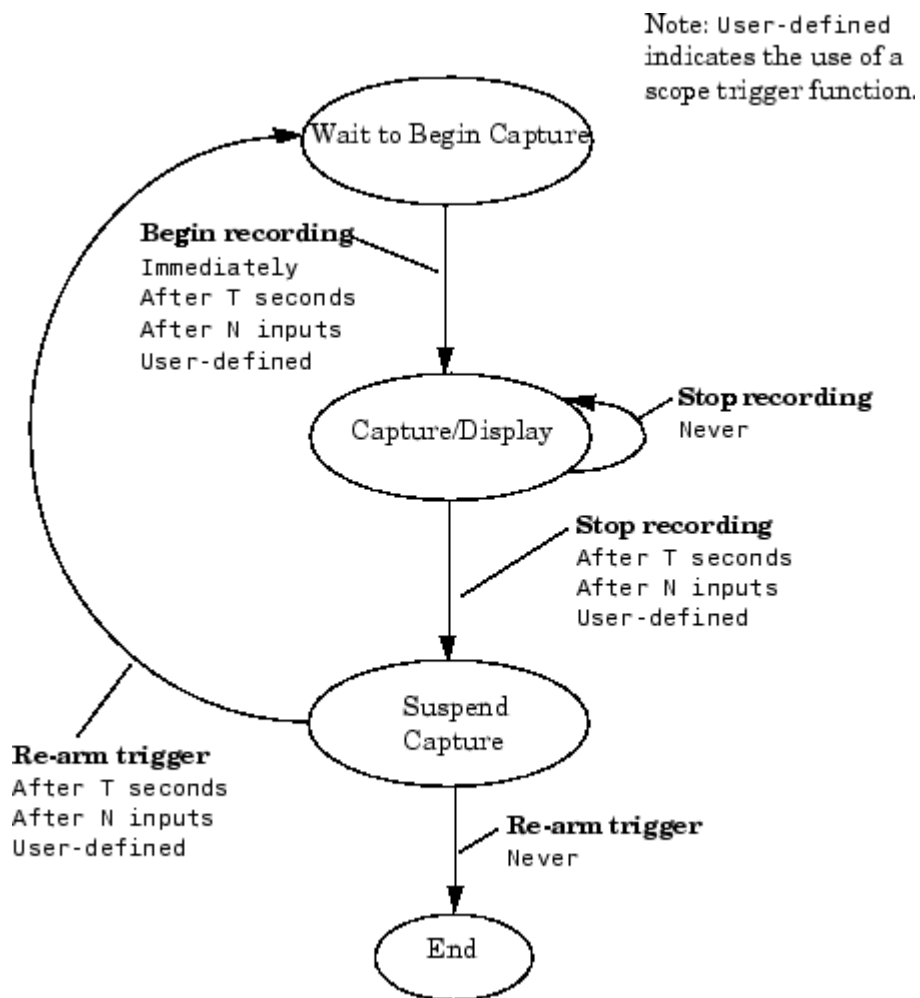 Note: User-defined
indicates the use of a
scope trigger function.
Wait to Begin Capture
Begin recording
Immediately
After T seconds
After N inputs
User-defined
Capture/Display
Stop recording
Never
Stop recording
After T seconds
After N inputs
User-defined
Suspend
Capture
Re-arm trigger
After T seconds
After N inputs
User-defined
Re-arm trigger
Never
End